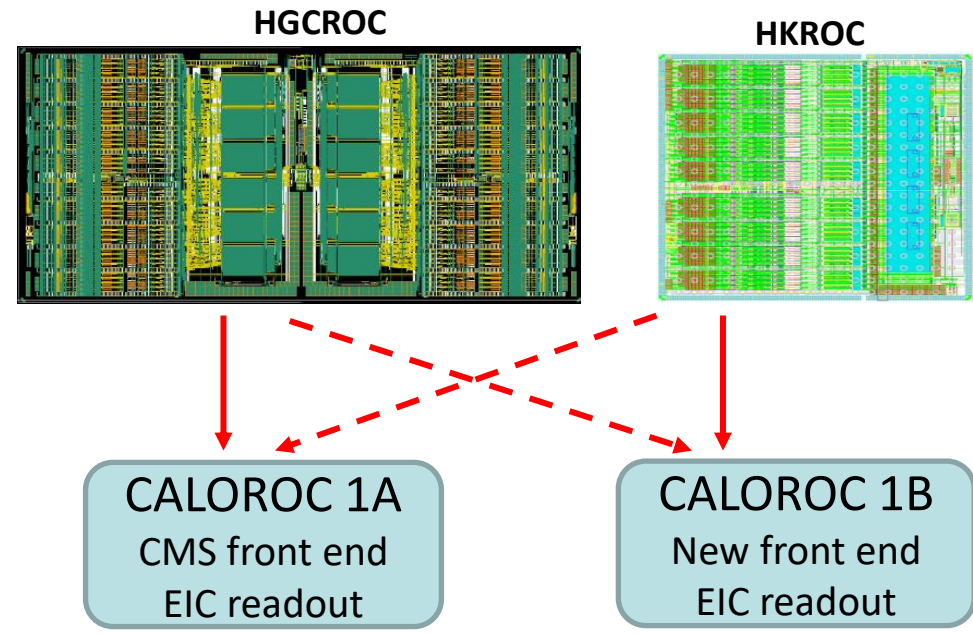 HGCROC
HKROC
CALOROC 1A
CMS front end
EIC readout
CALOROC 1B
New front end
EIC readout